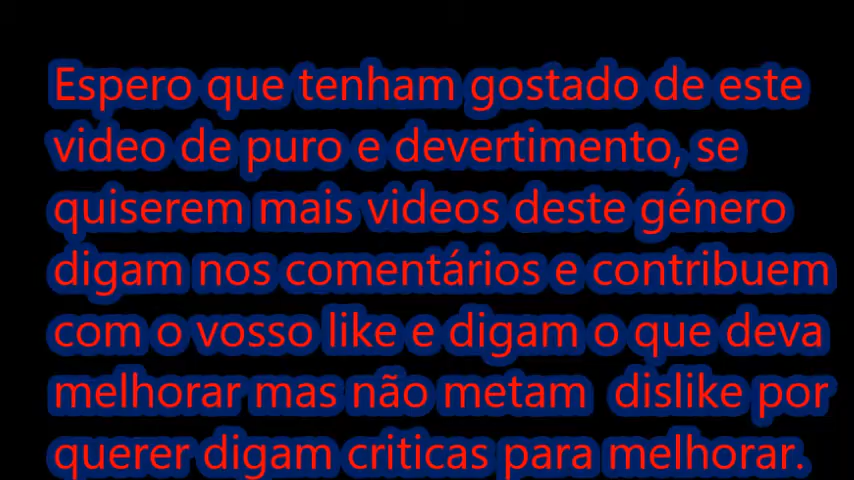 Espero que tenham gostado de este
video de puro e devertimento, se
quiserem mais videos deste género
digam nos comentários e contribuem
com o vosso like e digam o que deva
melhorar mas não metam dislike por
querer digam criticas para melhorar.